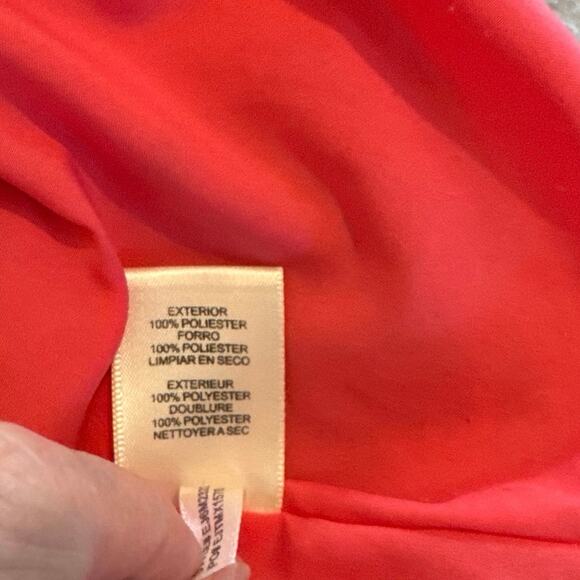 EXTERIOR
100% POLIESTER
FORRO
100% POLIESTER
LIMPIAR EN SECO
EXTERIEUR
100% POLYESTER
DOUBLURE
100% POLYESTER
NETTOYER A SEC